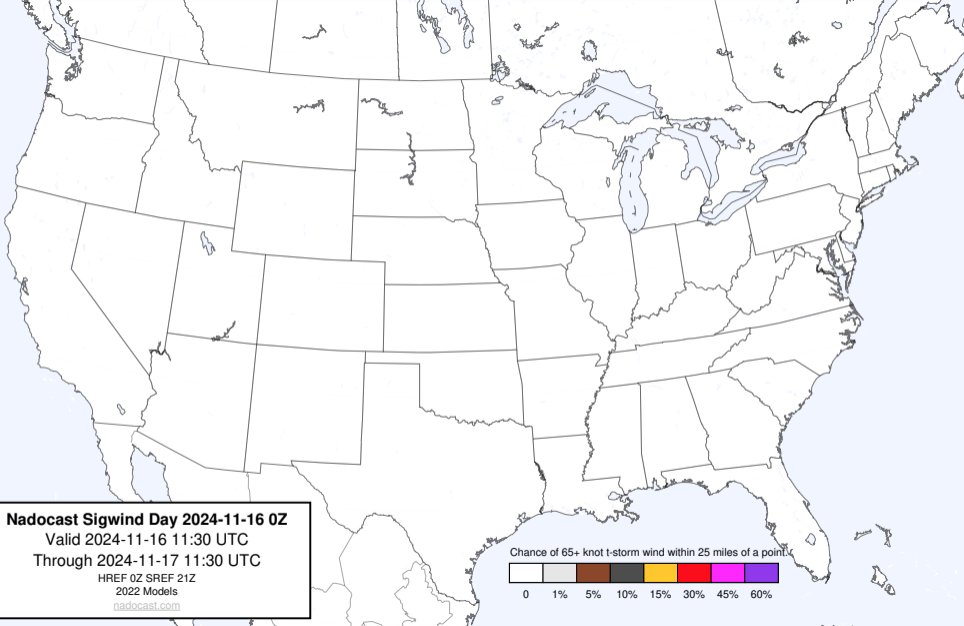 Nadocast Sigwind Day 2024-11-16 0Z
Valid 2024-11-16 11:30 UTC
Through 2024-11-17 11:30 UTC
HREF 0Z SREF 21Z
2022 Models
nadocast.com
Chance of 65+ knot t-storm wind within 25 miles of a point.
0 1% 5% 10% 15% 30% 45% 60%